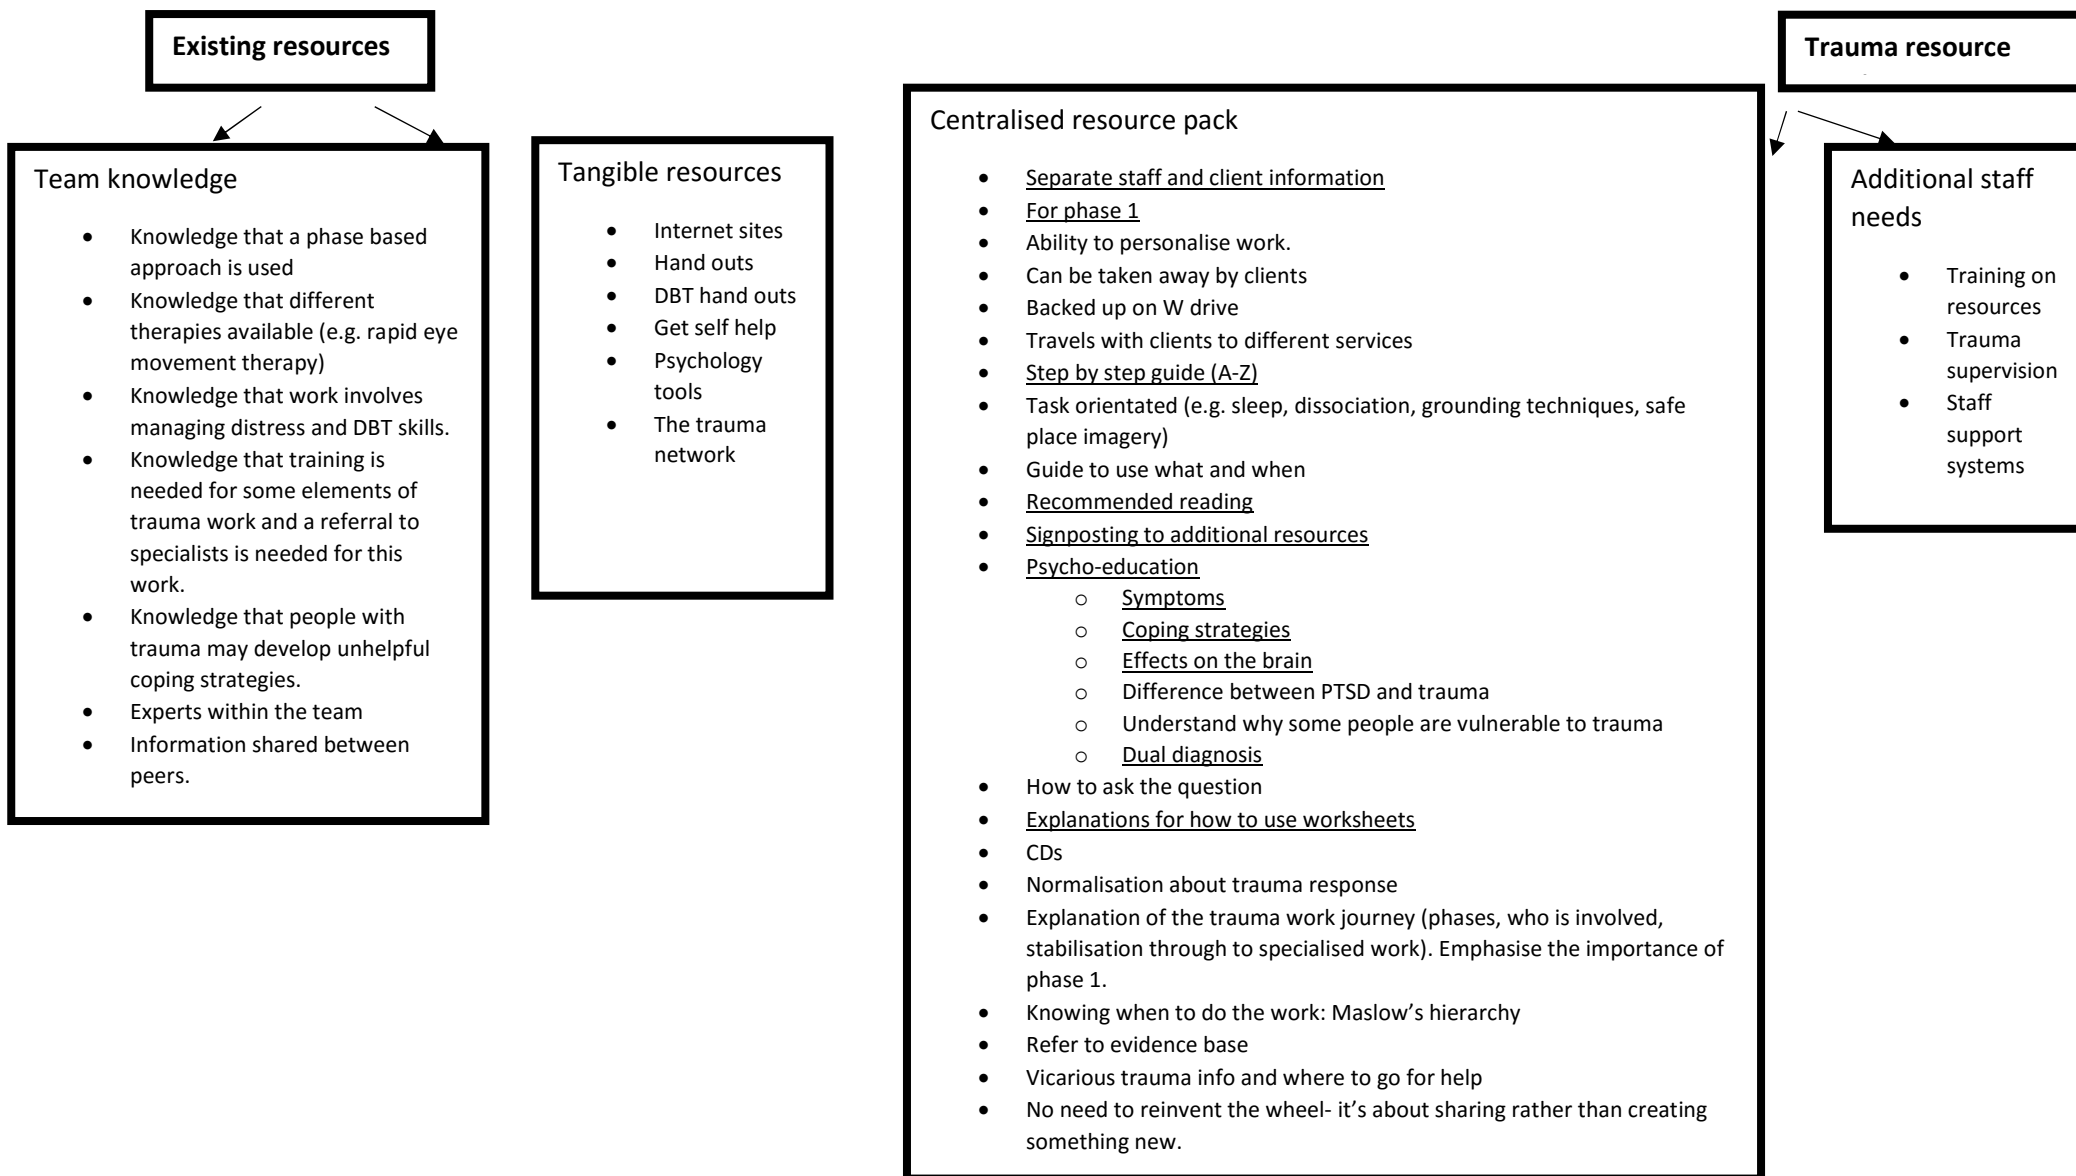 Existing resources
Team knowledge
• Knowledge that a phase based
approach is used
• Knowledge that different
therapies available (e.g. rapid eye
movement therapy)
• Knowledge that work involves
managing distress and DBT skills.
• Knowledge that training is
needed for some elements of
trauma work and a referral to
specialists is needed for this
work.
• Knowledge that people with
trauma may develop unhelpful
coping strategies.
• Experts within the team
• Information shared between
peers.
Tangible resources
• Internet sites
• Hand outs
• DBT hand outs
• Get self help
• Psychology
tools
• The trauma
network
Trauma resource
Centralised resource pack
• Separate staff and client information
• For phase 1
• Ability to personalise work.
• Can be taken away by clients
• Backed up on W drive
• Travels with clients to different services
• Step by step guide (A-Z)
• Task orientated (e.g. sleep, dissociation, grounding techniques, safe
place imagery)
• Guide to use what and when
• Recommended reading
• Signposting to additional resources
• Psycho-education
o Symptoms
o Coping strategies
o Effects on the brain
o Difference between PTSD and trauma
o Understand why some people are vulnerable to trauma
o Dual diagnosis
• How to ask the question
• Explanations for how to use worksheets
• CDs
• Normalisation about trauma response
• Explanation of the trauma work journey (phases, who is involved,
stabilisation through to specialised work). Emphasise the importance of
phase 1.
• Knowing when to do the work: Maslow's hierarchy
• Refer to evidence base
• Vicarious trauma info and where to go for help
• No need to reinvent the wheel- it's about sharing rather than creating
something new.
Additional staff
needs
• Training on
resources
• Trauma
supervision
• Staff
support
systems